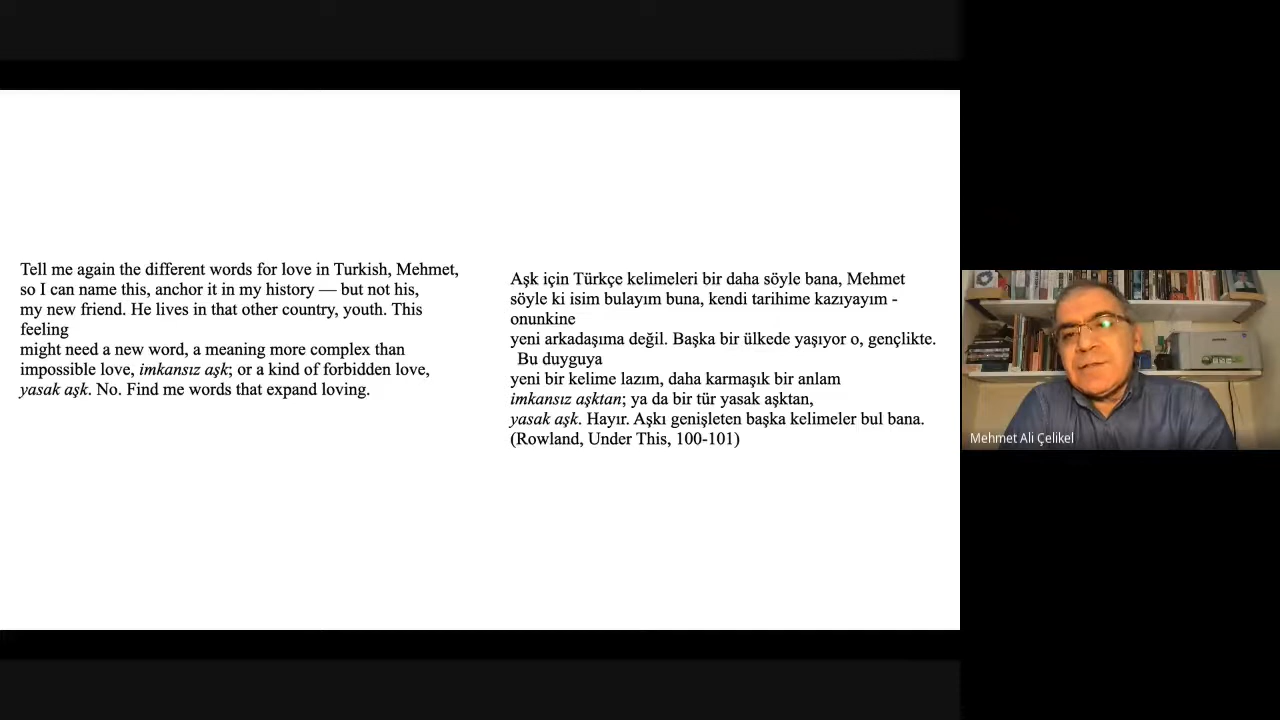 Tell me again the different words for love in Turkish, Mehmet,
so I can name this, anchor it in my history — but not his,
my new friend. He lives in that other country, youth. This
feeling
might need a new word, a meaning more complex than
impossible love, imkansız aşk; or a kind of forbidden love,
yasak aşk. No. Find me words that expand loving.
Aşk için Türkçe kelimeleri bir daha söyle bana, Mehmet
söyle ki isim bulayım buna, kendi tarihime kazıyayım -
onunkine
yeni arkadaşıma değil. Başka bir ülkede yaşıyor o, gençlikte.
Bu duyguya
yeni bir kelime lazım, daha karmaşık bir anlam
imkansız aşktan; ya da bir tür yasak aşktan,
yasak aşk. Hayır. Aşkı genişleten başka kelimeler bul bana.
(Rowland, Under This, 100-101)
Mehmet Ali Çelikel